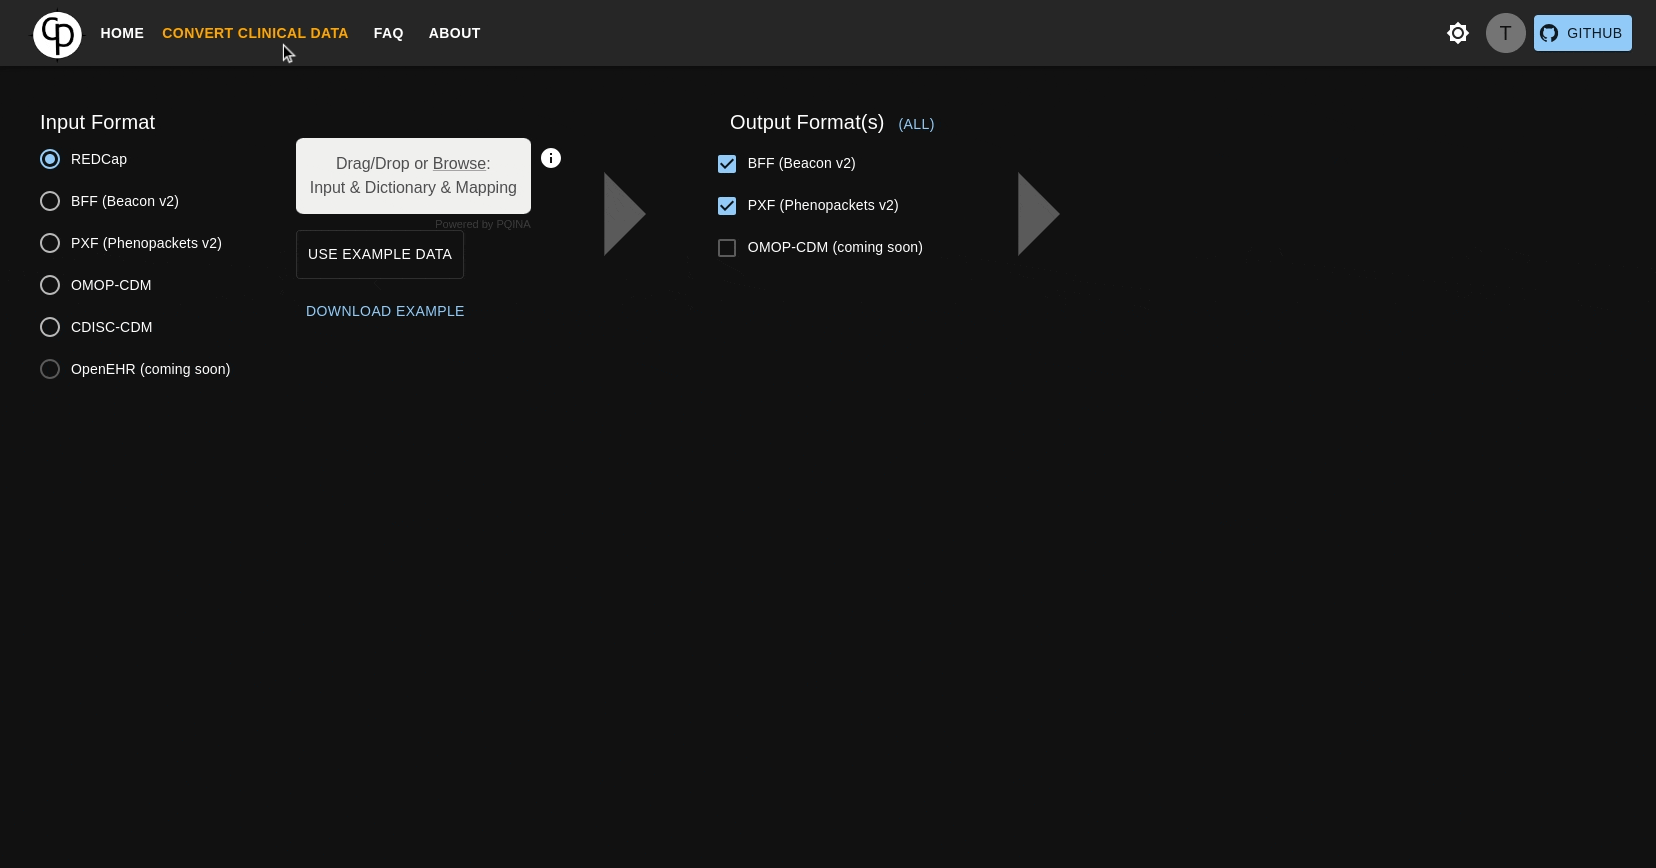 CP
HOME
CONVERT CLINICAL DATA
FAQ
ABOUT
T
GITHUB
Input Format
REDCap
BFF (Beacon v2)
PXF (Phenopackets v2)
OMOP-CDM
CDISC-CDM
OpenEHR (coming soon)
Drag/Drop or Browse:
Input & Dictionary & Mapping
Powered by PQINA
USE EXAMPLE DATA
DOWNLOAD EXAMPLE
Output Format(s) (ALL)
BFF (Beacon v2)
PXF (Phenopackets v2)
OMOP-CDM (coming soon)